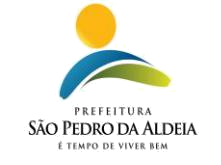 PREFEITURA
SÃO PEDRO DA ALDEIA
É TEMPO DE VIVER BEM